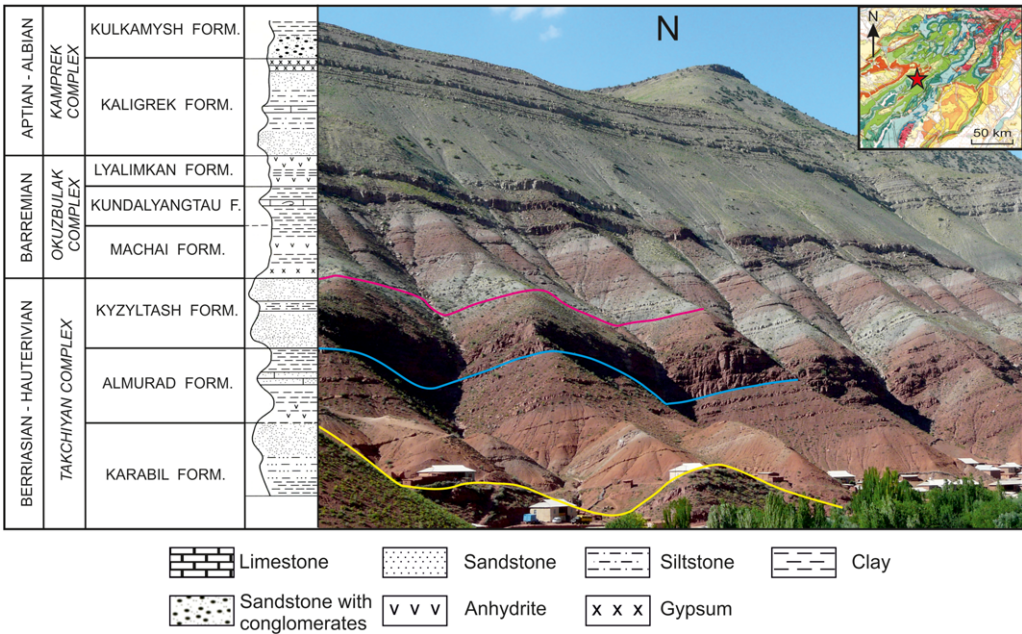 APTIAN - ALBIAN
KAMPREK
COMPLEX
KULKAMYSH FORM.
KALIGREK FORM.
BARREMIAN
OKUZBULAK
COMPLEX
LYALIMKAN FORM.
KUNDALYANGTAU F.
MACHAI FORM.
BERRIASIAN - HAUTERIVIAN
TAKCHIYAN COMPLEX
KYZYLTASH FORM.
ALMURAD FORM.
KARABIL FORM.
N
N
50 km
Limestone
Sandstone
Siltstone
Clay
Sandstone with
conglomerates
Anhydrite
Gypsum